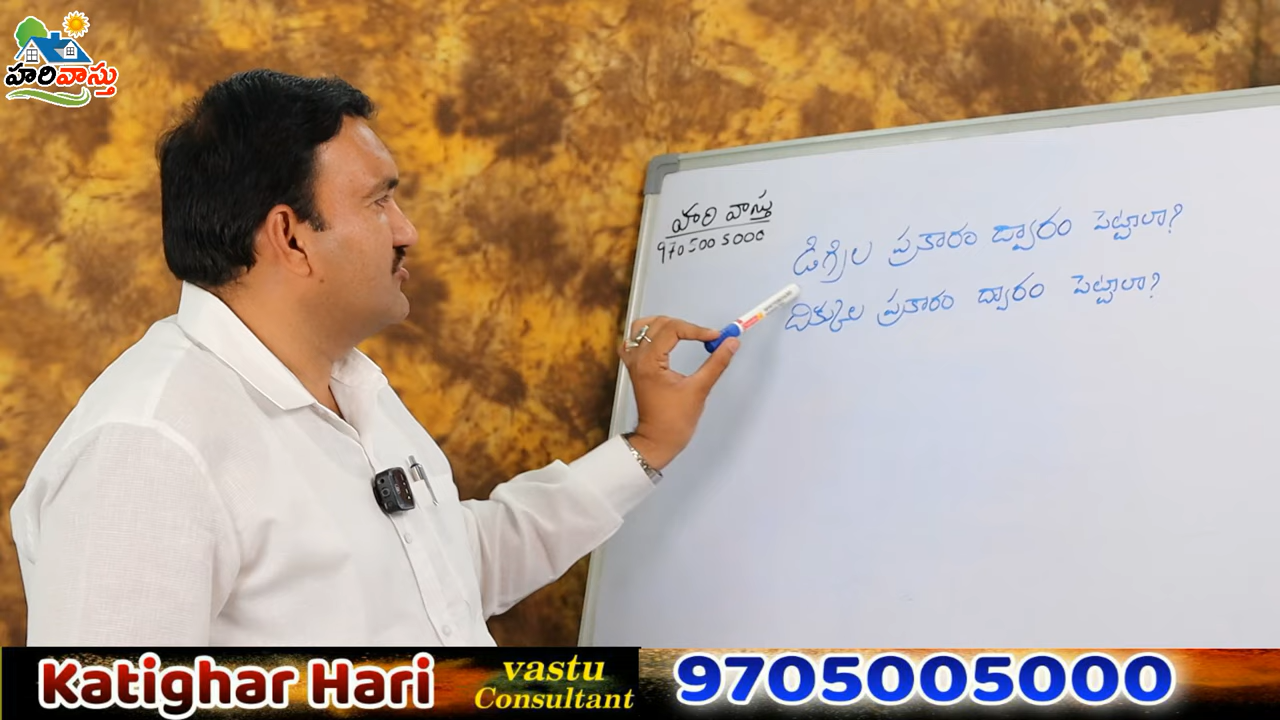 హరివాస్తు
హరి వాస్తు
9705005000
డిగ్రీల ప్రకారం ద్వారం పెట్టాలా?
దిక్కుల ప్రకారం ద్వారం పెట్టాలా?
Katighar Hari
vastu
Consultant
9705005000